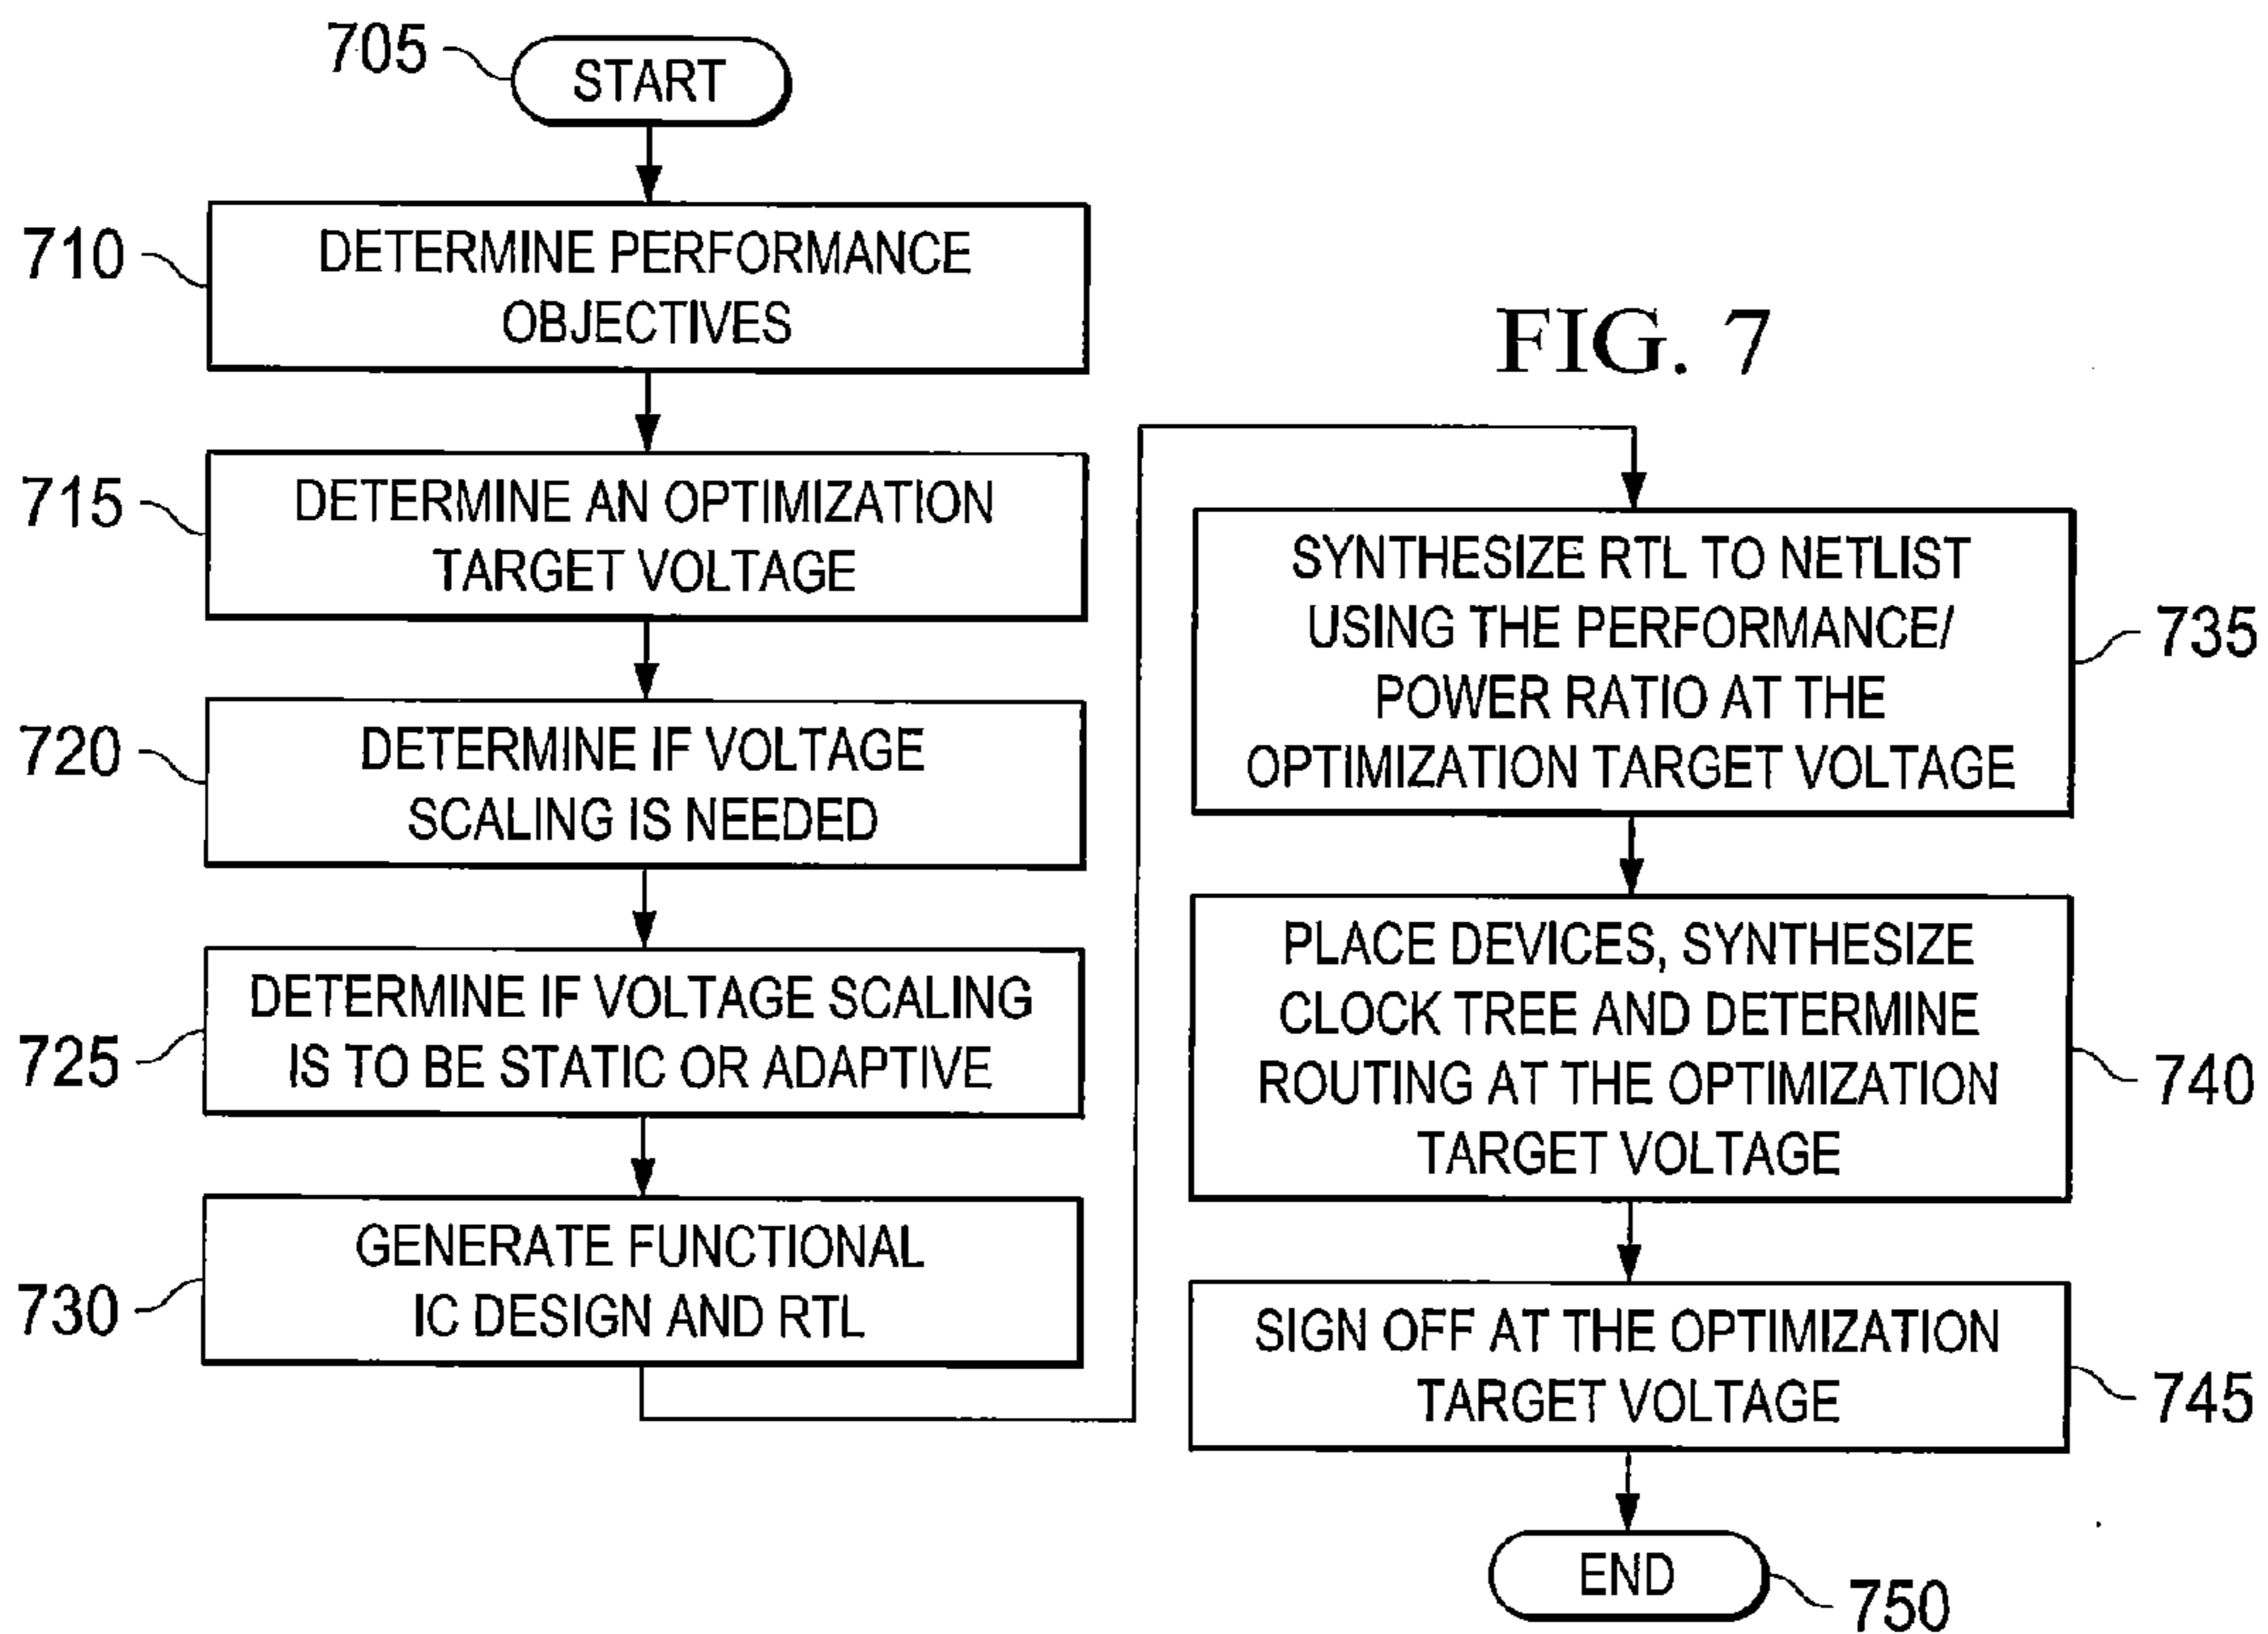 705
START
710
DETERMINE PERFORMANCE
OBJECTIVES
715
DETERMINE AN OPTIMIZATION
TARGET VOLTAGE
720
DETERMINE IF VOLTAGE
SCALING IS NEEDED
725
DETERMINE IF VOLTAGE SCALING
IS TO BE STATIC OR ADAPTIVE
730
GENERATE FUNCTIONAL
IC DESIGN AND RTL
FIG. 7
SYNTHESIZE RTL TO NETLIST
USING THE PERFORMANCE/
POWER RATIO AT THE
OPTIMIZATION TARGET VOLTAGE
735
PLACE DEVICES, SYNTHESIZE
CLOCK TREE AND DETERMINE
ROUTING AT THE OPTIMIZATION
TARGET VOLTAGE
740
SIGN OFF AT THE OPTIMIZATION
TARGET VOLTAGE
745
END
750